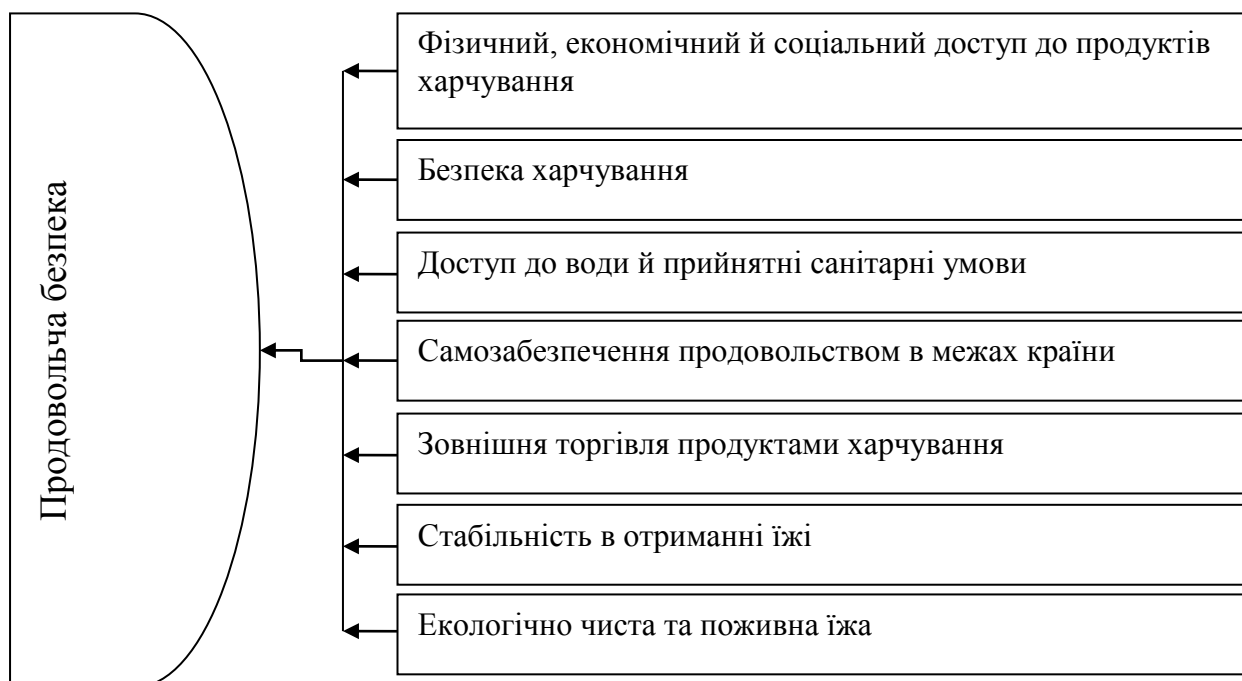 Продовольча безпека
Фізичний, економічний й соціальний доступ до продуктів
харчування
Безпека харчування
Доступ до води й прийнятні санітарні умови
Самозабезпечення продовольством в межах країни
Зовнішня торгівля продуктами харчування
Стабільність в отриманні їжі
Екологічно чиста та поживна їжа